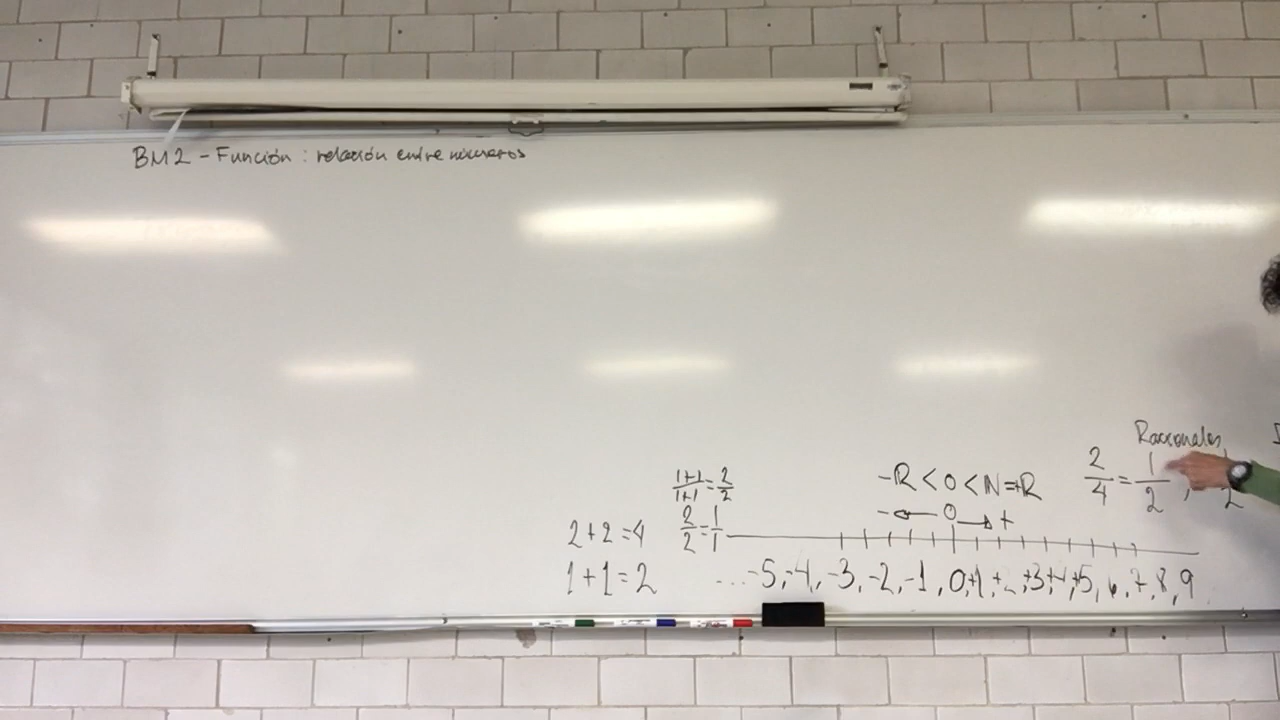 BM2 - Función : relación entre números
Racionales
2/4 = 1/2 ,
-R < 0 < N = +R
- ← 0 → +
1+1/1+1 = 2/2
2/2 = 1/1
2 + 2 = 4
1 + 1 = 2
...-5, -4, -3, -2, -1, 0, +1, +2, +3, +4, +5, 6, 7, 8, 9